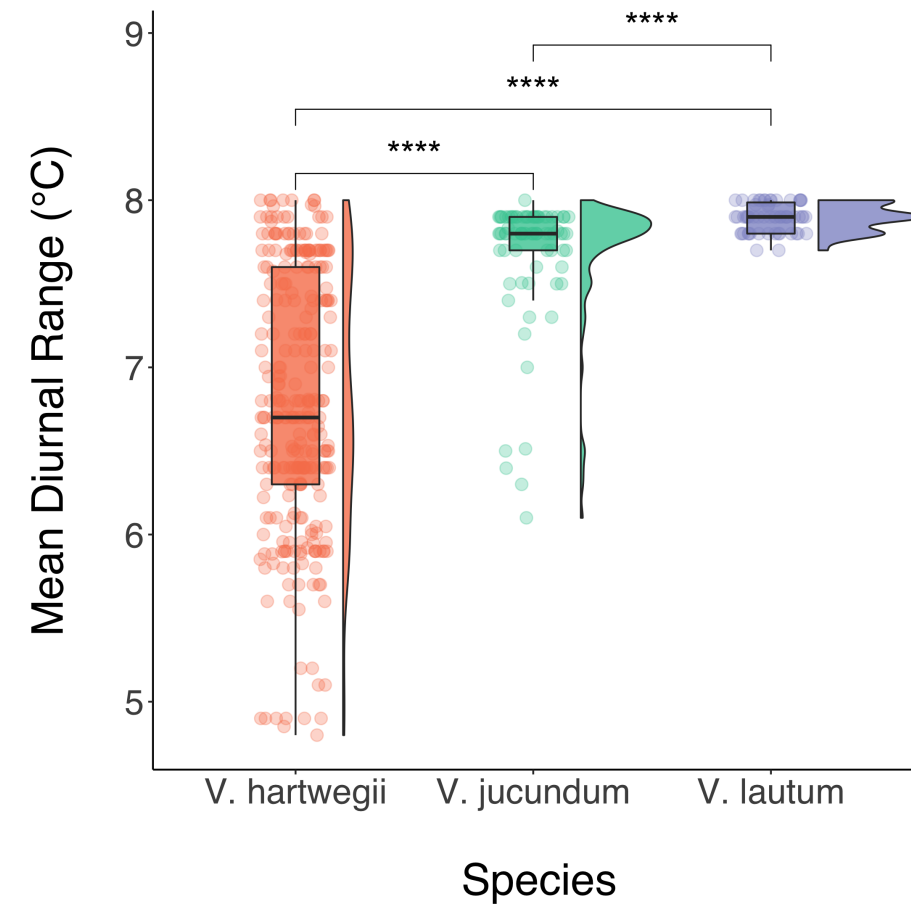 9
****
****
****
8
7
6
5
Mean Diurnal Range (°C)
V. hartwegii
V. jucundum
V. lautum
Species